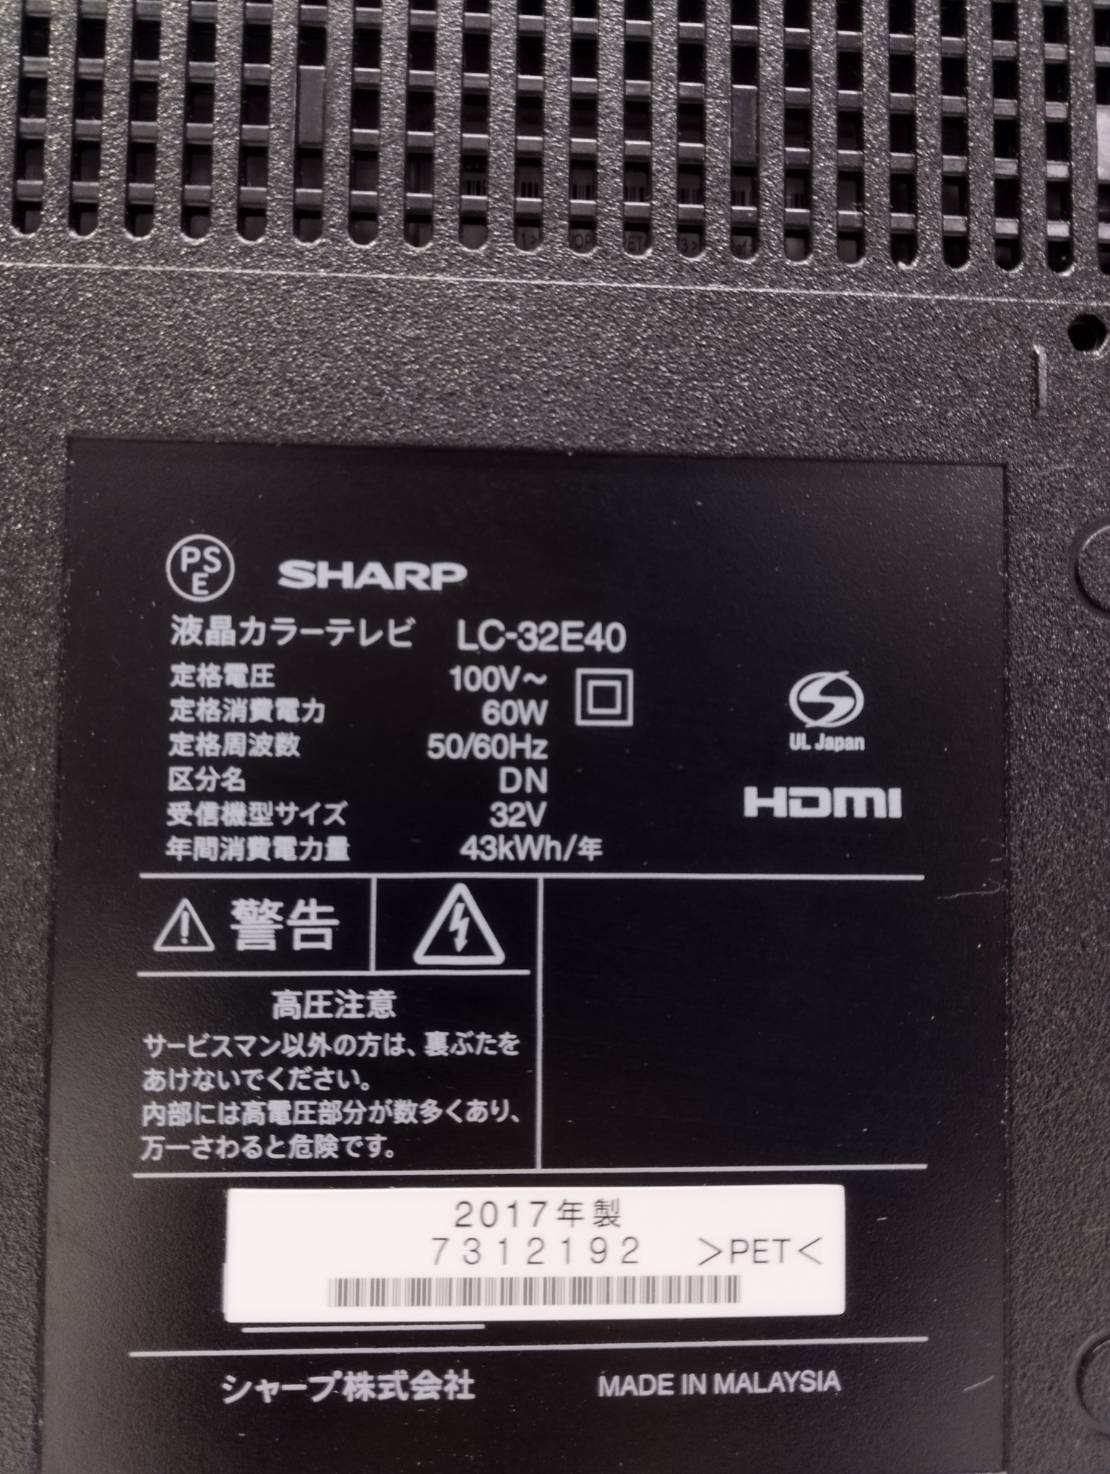 PS
E
SHARP
液晶カラーテレビ LC-32E40
定格電圧 100V~
定格消費電力 60W
定格周波数 50/60Hz
区分名 DN
受信機型サイズ 32V
年間消費電力量 43kWh/年
UL Japan
HDMI
警告
高圧注意
サービスマン以外の方は、裏ぶたを
あけないでください。
内部には高電圧部分が数多くあり、
万一さわると危険です。
2017年製
7312192 >PET<
シャープ株式会社 MADE IN MALAYSIA